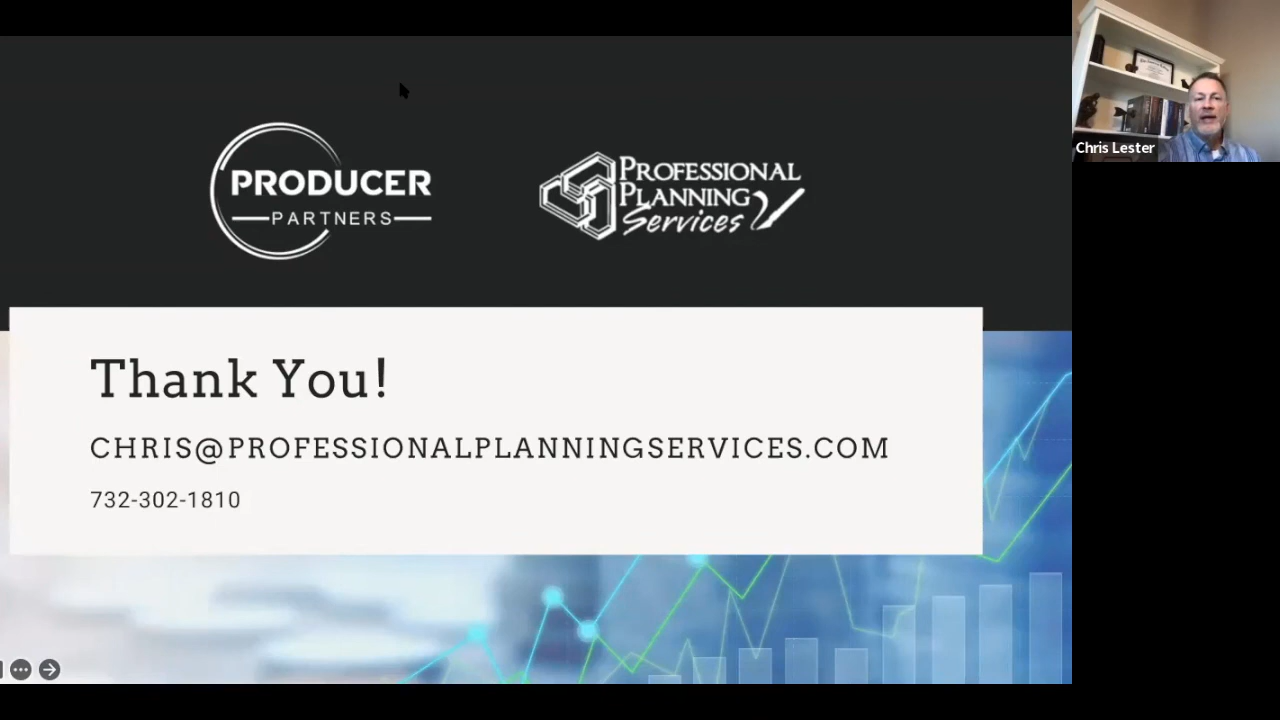 PRODUCER
PARTNERS
PROFESSIONAL
PLANNING
Services
Thank You!
CHRIS@PROFESSIONALPLANNINGSERVICES.COM
732-302-1810
Chris Lester